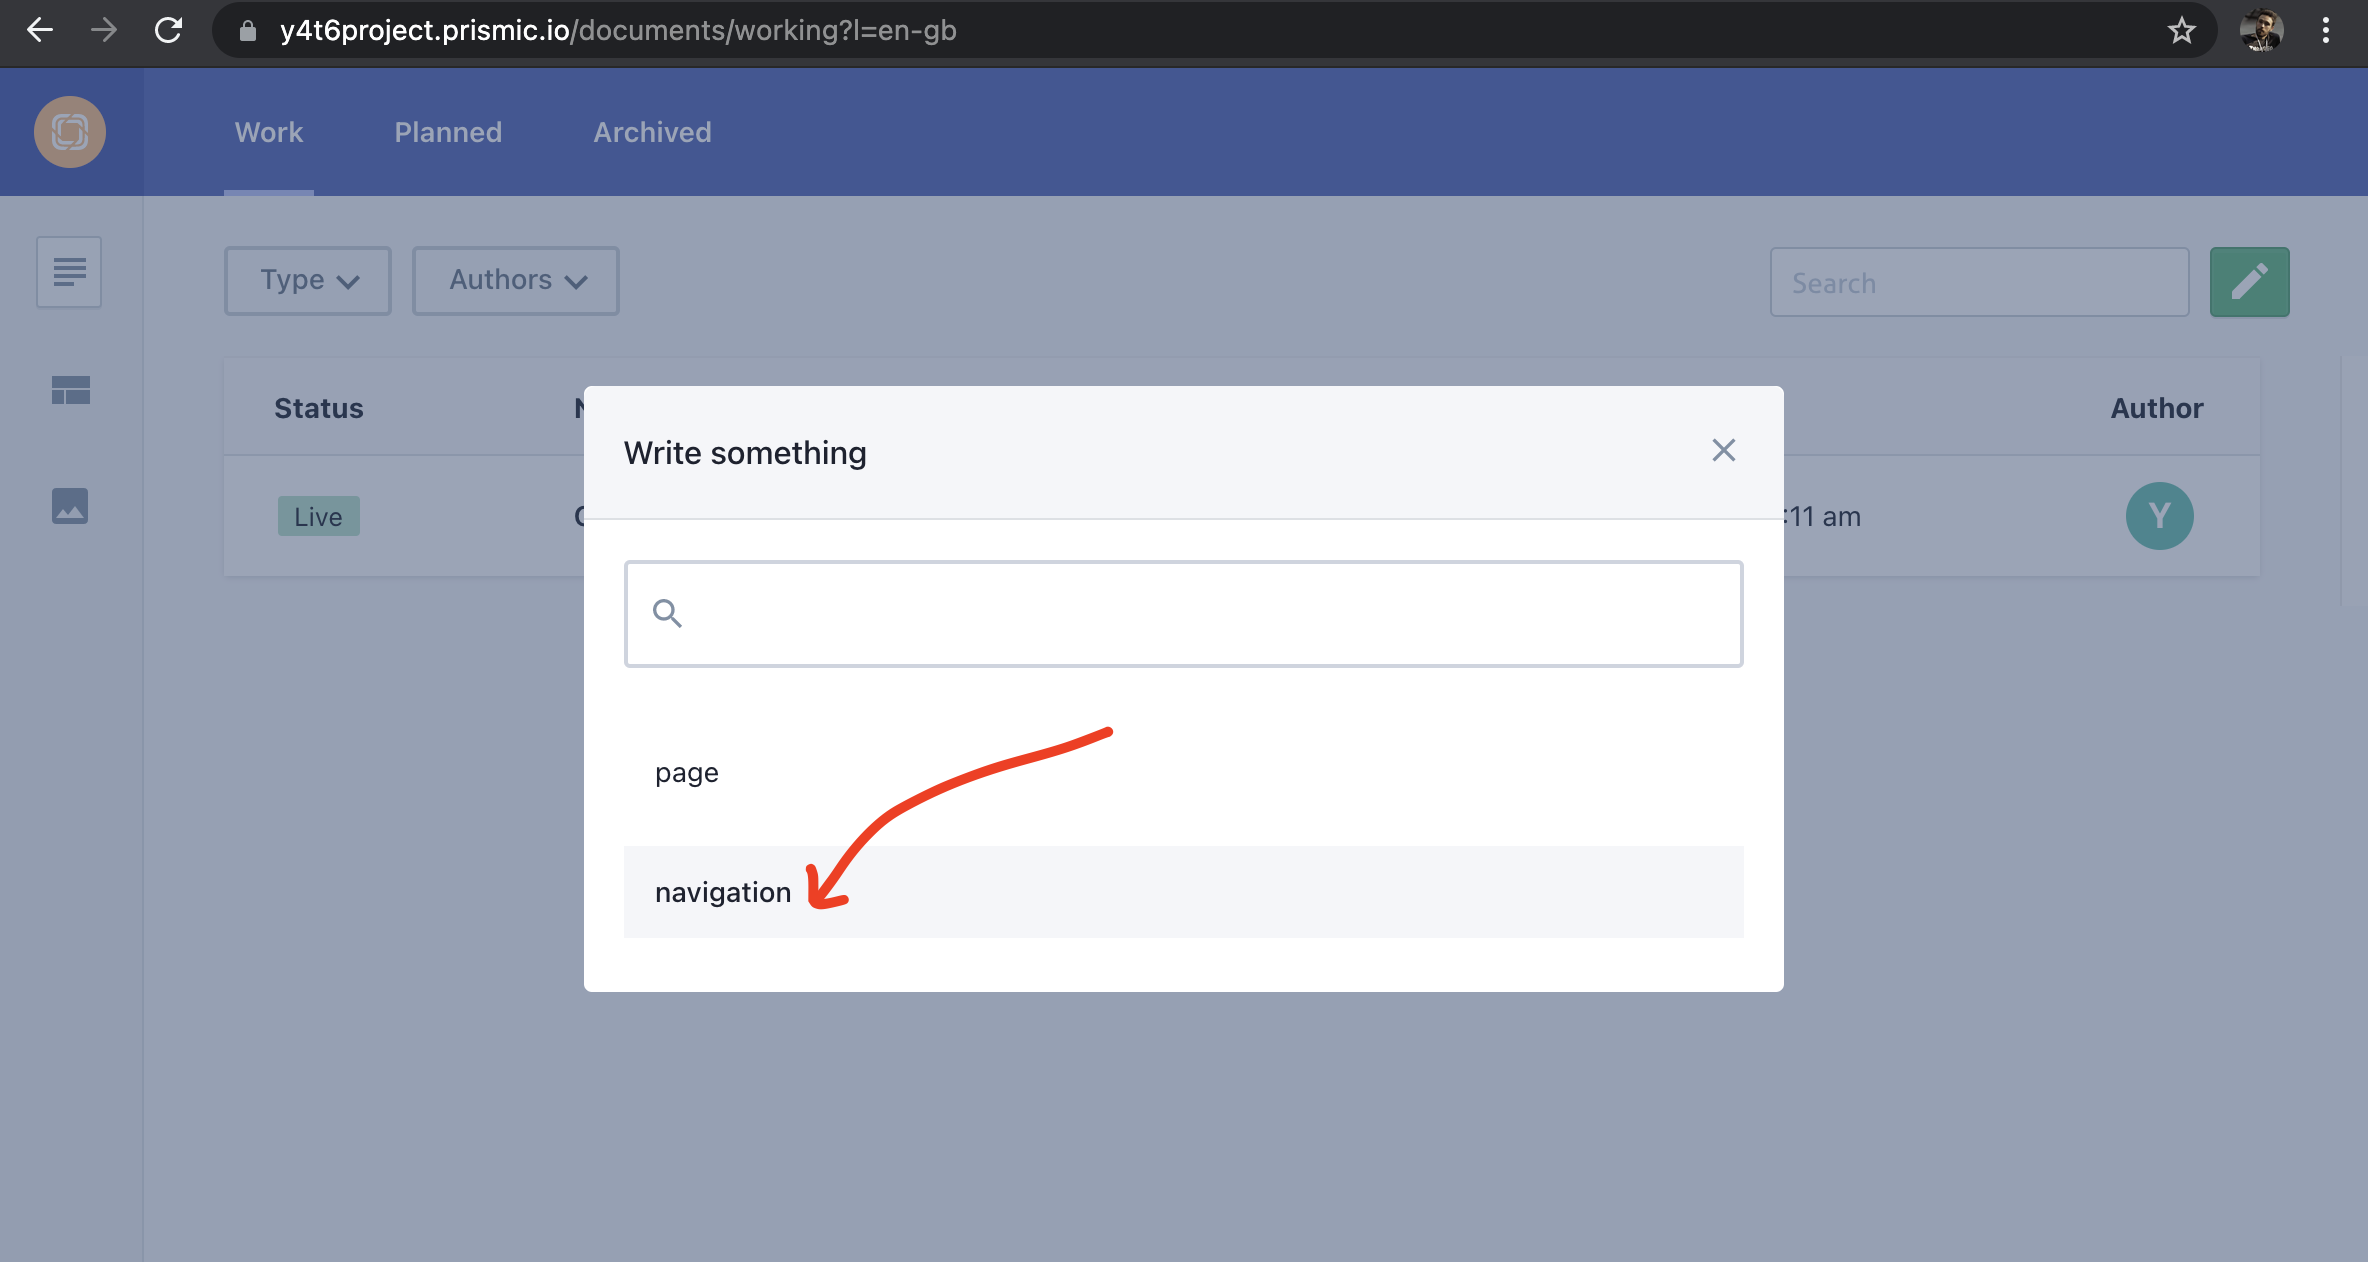 y4t6project.prismic.io/documents/working?l=en-gb
Work Planned Archived
Type Authors Search
Status Author
Write something
Live :11 am Y
page
navigation